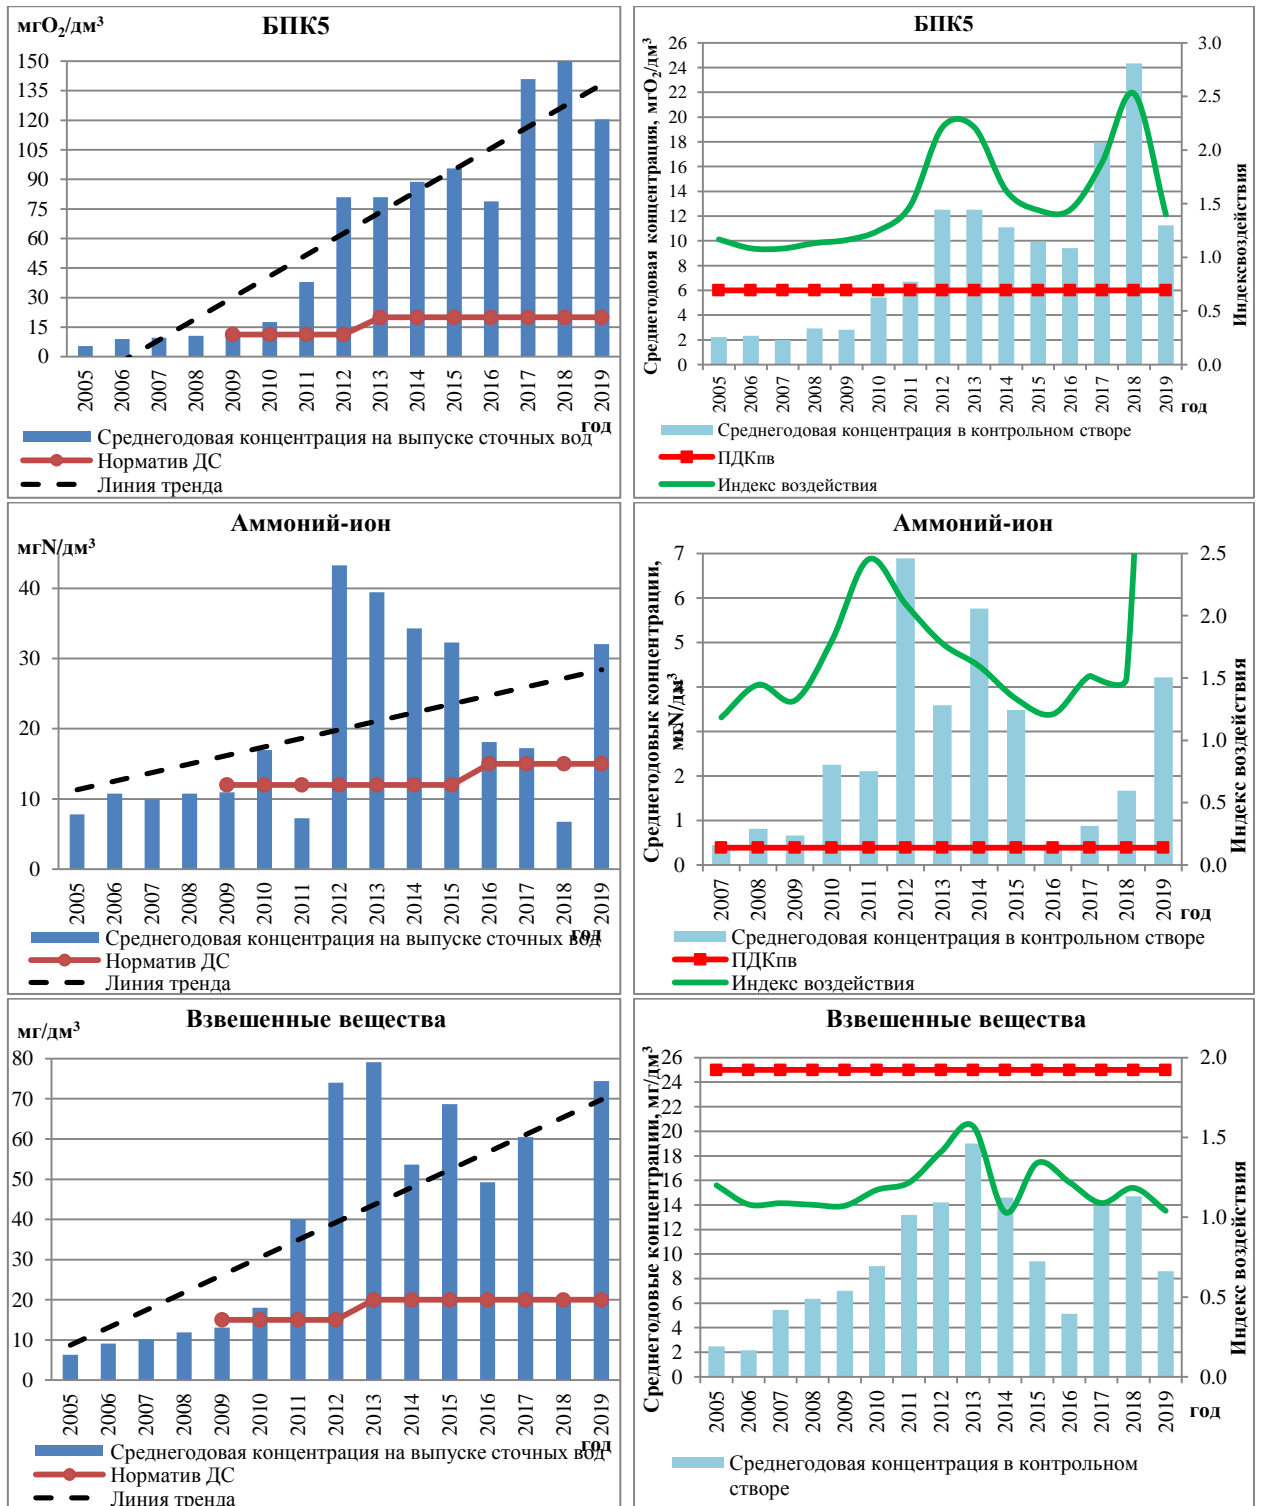 мгO₂/дм³
БПК5
150
135
120
105
90
75
60
45
30
15
0
2005 2006 2007 2008 2009 2010 2011 2012 2013 2014 2015 2016 2017 2018 2019
год
Среднегодовая концентрация на выпуске сточных вод
Норматив ДС
Линия тренда
БПК5
Среднегодовая концентрация, мгO₂/дм³
26
24
22
20
18
16
14
12
10
8
6
4
2
0
3.0
2.5
2.0
1.5
1.0
0.5
0.0
Индексвоздействия
2005 2006 2007 2008 2009 2010 2011 2012 2013 2014 2015 2016 2017 2018 2019
год
Среднегодовая концентрация в контрольном створе
ПДКпв
Индекс воздействия
Аммоний-ион
мгN/дм³
40
30
20
10
0
2005 2006 2007 2008 2009 2010 2011 2012 2013 2014 2015 2016 2017 2018 2019
год
Среднегодовая концентрация на выпуске сточных вод
Норматив ДС
Линия тренда
Аммоний-ион
Среднегодовык концентрации,
мгN/дм³
7
6
5
4
2
1
0
2.5
2.0
1.5
1.0
0.5
0.0
Индекс воздействия
2007 2008 2009 2010 2011 2012 2013 2014 2015 2016 2017 2018 2019
год
Среднегодовая концентрация в контрольном створе
ПДКпв
Индекс воздействия
Взвешенные вещества
мг/дм³
80
70
60
50
40
30
20
10
0
2005 2006 2007 2008 2009 2010 2011 2012 2013 2014 2015 2016 2017 2018 2019
год
Среднегодовая концентрация на выпуске сточных вод
Норматив ДС
Линия тренда
Взвешенные вещества
Среднегодовые концентрации, мг/дм³
26
25
24
22
20
18
16
14
12
10
8
6
4
2
0
2.0
1.5
1.0
0.5
0.0
Индекс воздействия
2005 2006 2007 2008 2009 2010 2011 2012 2013 2014 2015 2016 2017 2018 2019
год
Среднегодовая концентрация в контрольном
створе